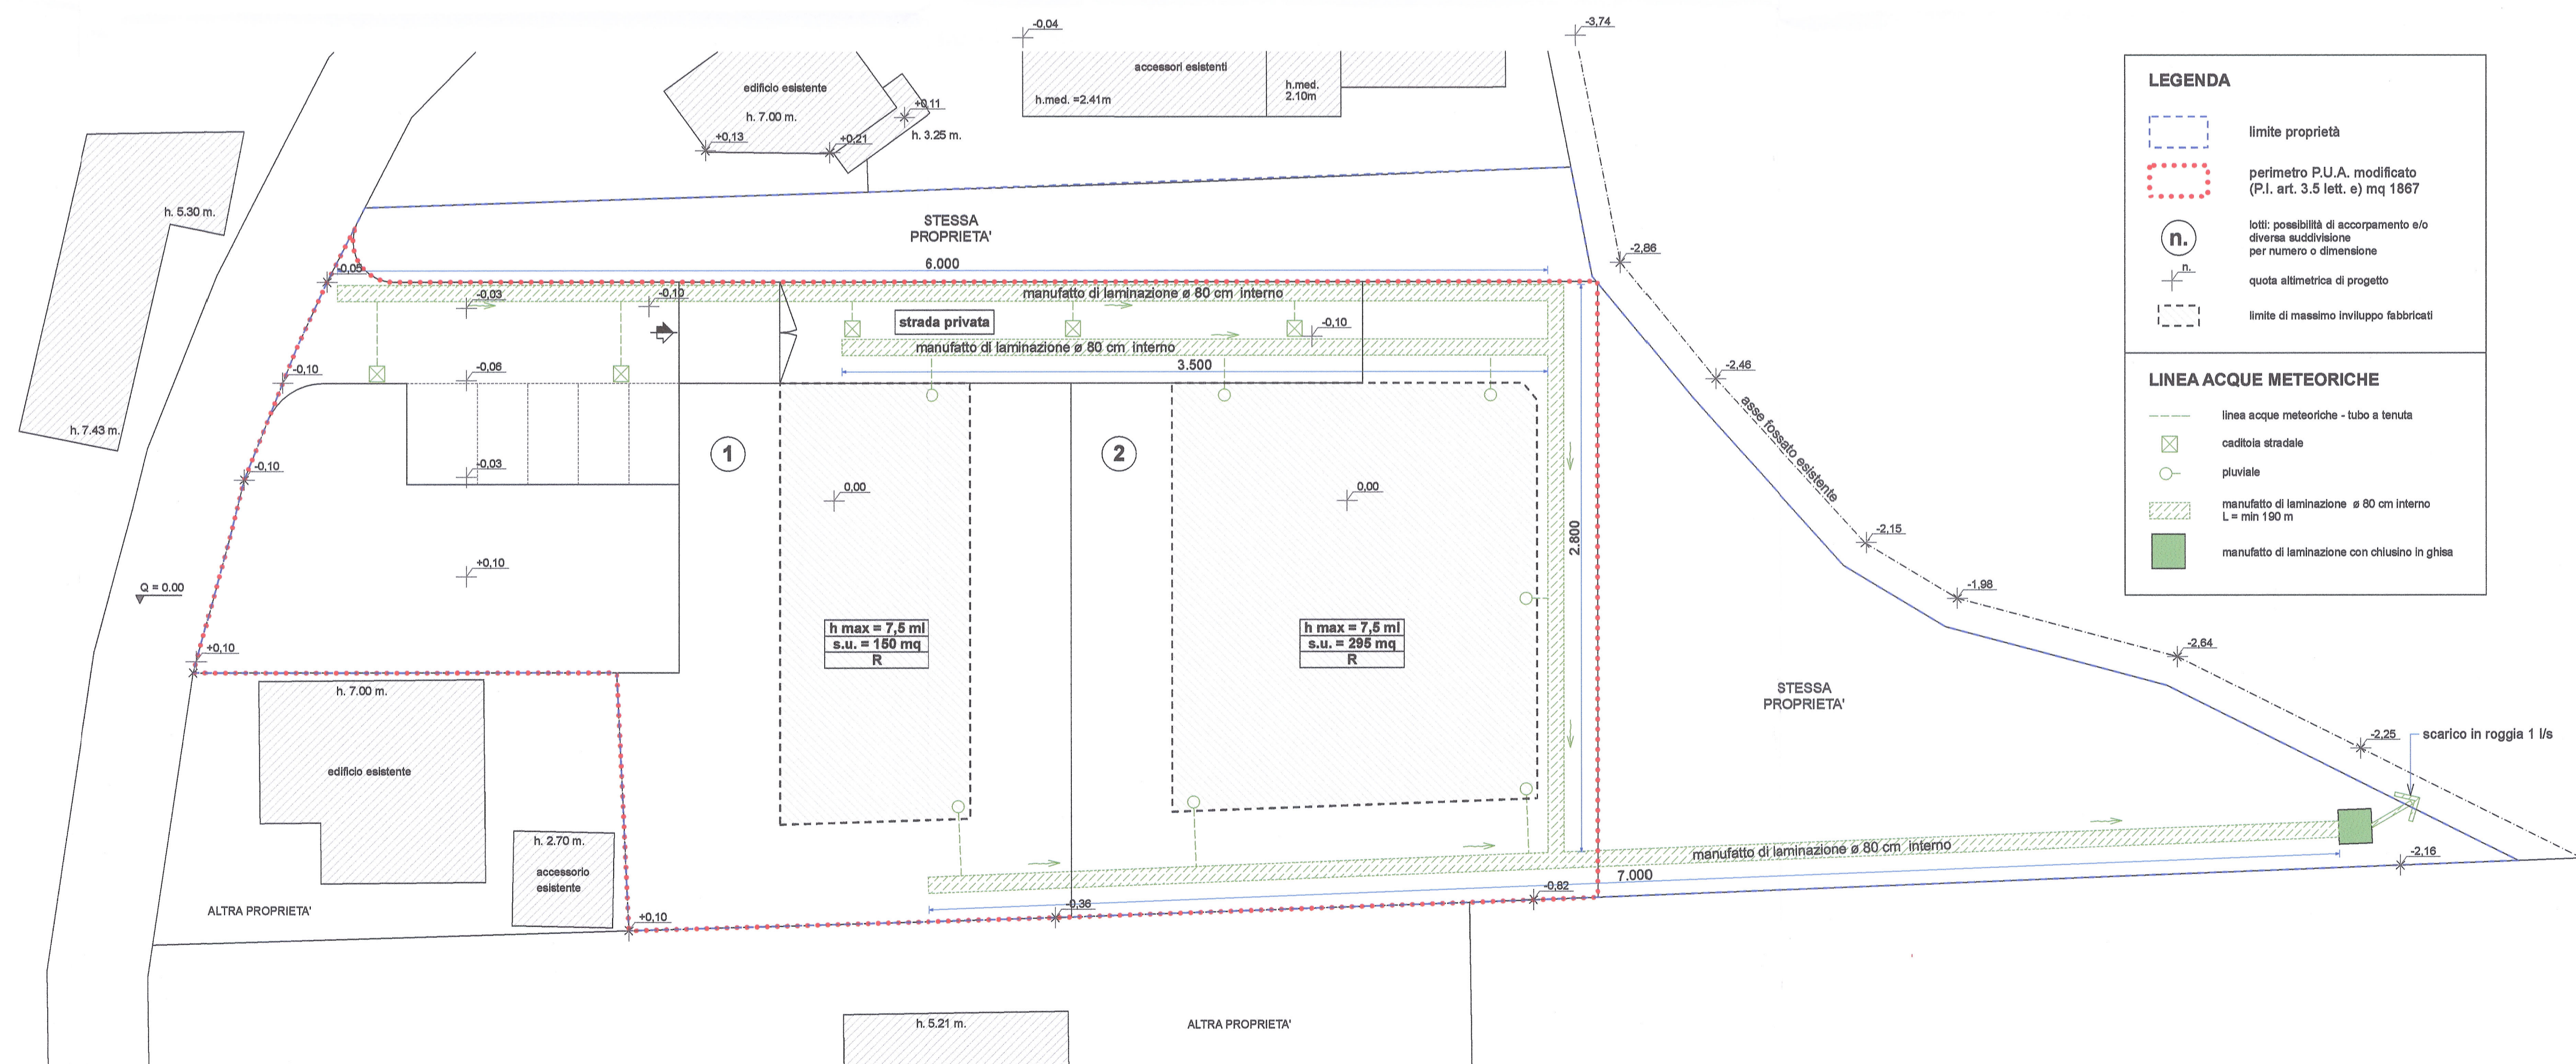 -0,04
-3,74
edificio esistente
h. 7.00 m.
+0,11
+0,13
+0,21
h. 3.25 m.
accessori esistenti
h.med. =2.41m
h.med.
2.10m
h. 5.30 m.
h. 7.43 m.
STESSA
PROPRIETA'
6.000
-0,05
-0,03
-0,10
manufatto di laminazione ø 80 cm interno
strada privata
-0,10
manufatto di laminazione ø 80 cm interno
3.500
-0,10
-0,06
-0,10
-0,03
1
2
0,00
0,00
+0,10
Q = 0.00
+0,10
h max = 7,5 ml
s.u. = 150 mq
R
h max = 7,5 ml
s.u. = 295 mq
R
2.800
-2,86
-2,46
asse fossato esistente
-2,15
-1,98
-2,64
-2,25
scarico in roggia 1 l/s
-2,16
STESSA
PROPRIETA'
manufatto di laminazione ø 80 cm interno
7.000
-0,82
-0,36
+0,10
h. 7.00 m.
edificio esistente
h. 2.70 m.
accessorio
esistente
ALTRA PROPRIETA'
h. 5.21 m.
ALTRA PROPRIETA'
LEGENDA
limite proprietà
perimetro P.U.A. modificato
(P.I. art. 3.5 lett. e) mq 1867
n.
lotti: possibilità di accorpamento e/o
diversa suddivisione
per numero o dimensione
n.
quota altimetrica di progetto
limite di massimo inviluppo fabbricati
LINEA ACQUE METEORICHE
linea acque meteoriche - tubo a tenuta
caditoia stradale
pluviale
manufatto di laminazione ø 80 cm interno
L = min 190 m
manufatto di laminazione con chiusino in ghisa